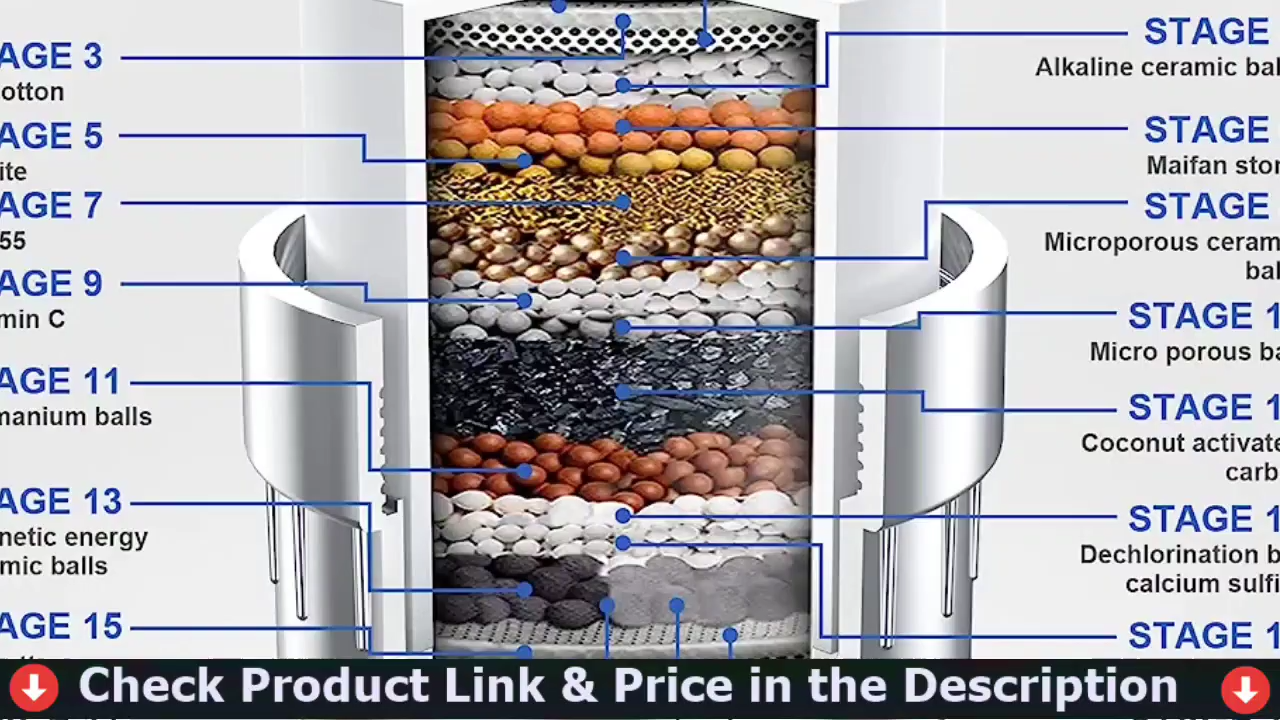 AGE 3
otton
AGE 5
ite
AGE 7
55
AGE 9
min C
AGE 11
manium balls
AGE 13
netic energy
mic balls
AGE 15
STAGE
Alkaline ceramic bal
STAGE
Maifan ston
STAGE
Microporous ceram
bal
STAGE 1
Micro porous ba
STAGE 1
Coconut activate
carb
STAGE 1
Dechlorination b
calcium sulfi
STAGE 1
Check Product Link & Price in the Description